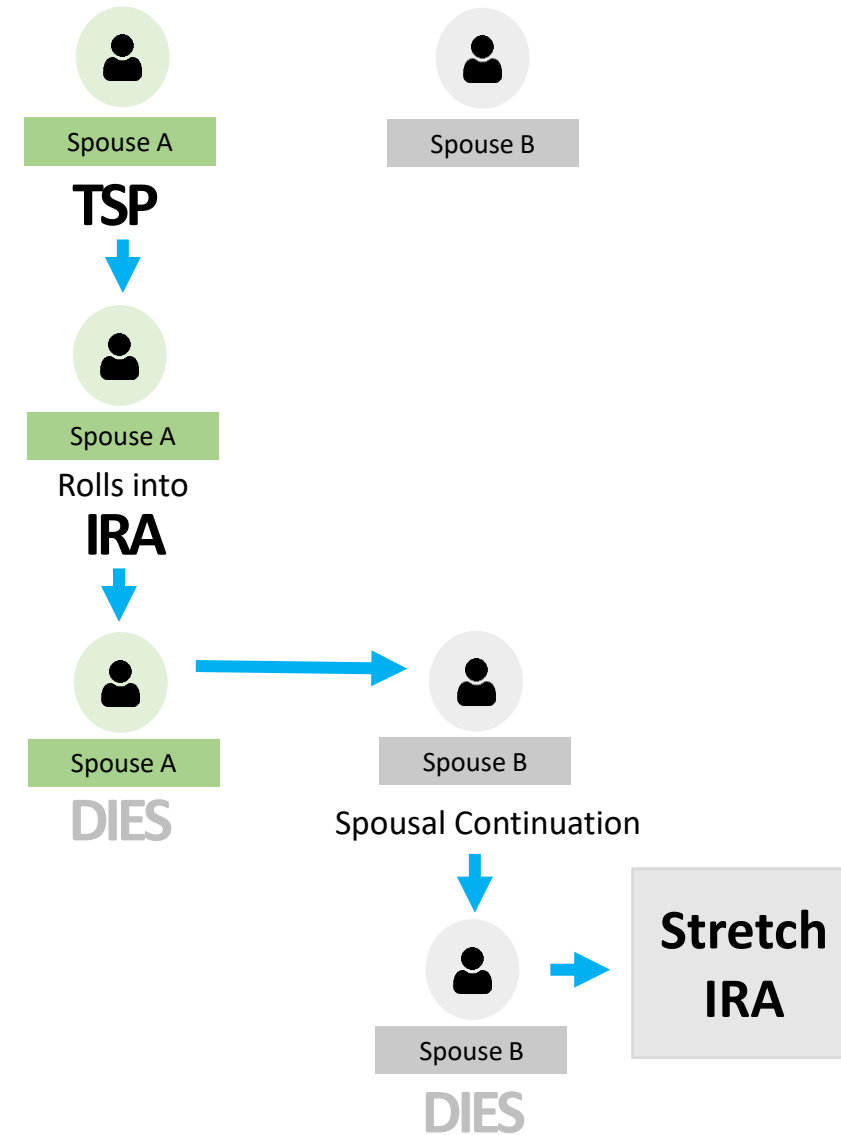 Spouse A
Spouse B
TSP
Spouse A
Rolls into
IRA
Spouse A
Spouse B
DIES
Spousal Continuation
Stretch
IRA
Spouse B
DIES